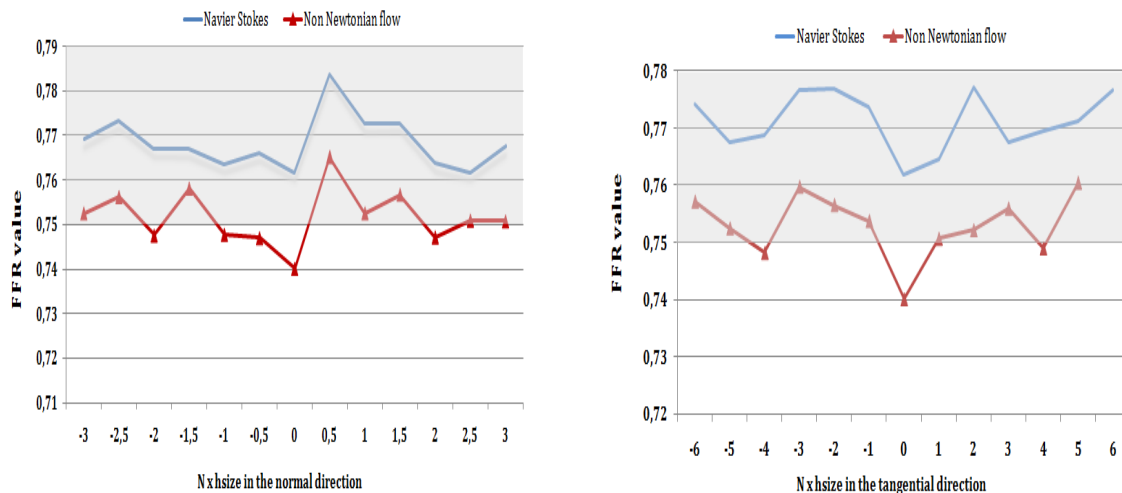 Navier Stokes Non Newtonian flow
0,79
0,78
0,77
0,76
0,75
0,74
0,73
0,72
0,71
FFR value
-3 -2,5 -2 -1,5 -1 -0,5 0 0,5 1 1,5 2 2,5 3
N x hsize in the normal direction
Navier Stokes Non Newtonian flow
0,78
0,77
0,76
0,75
0,74
0,73
0,72
FFR value
-6 -5 -4 -3 -2 -1 0 1 2 3 4 5 6
N x hsize in the tangential direction